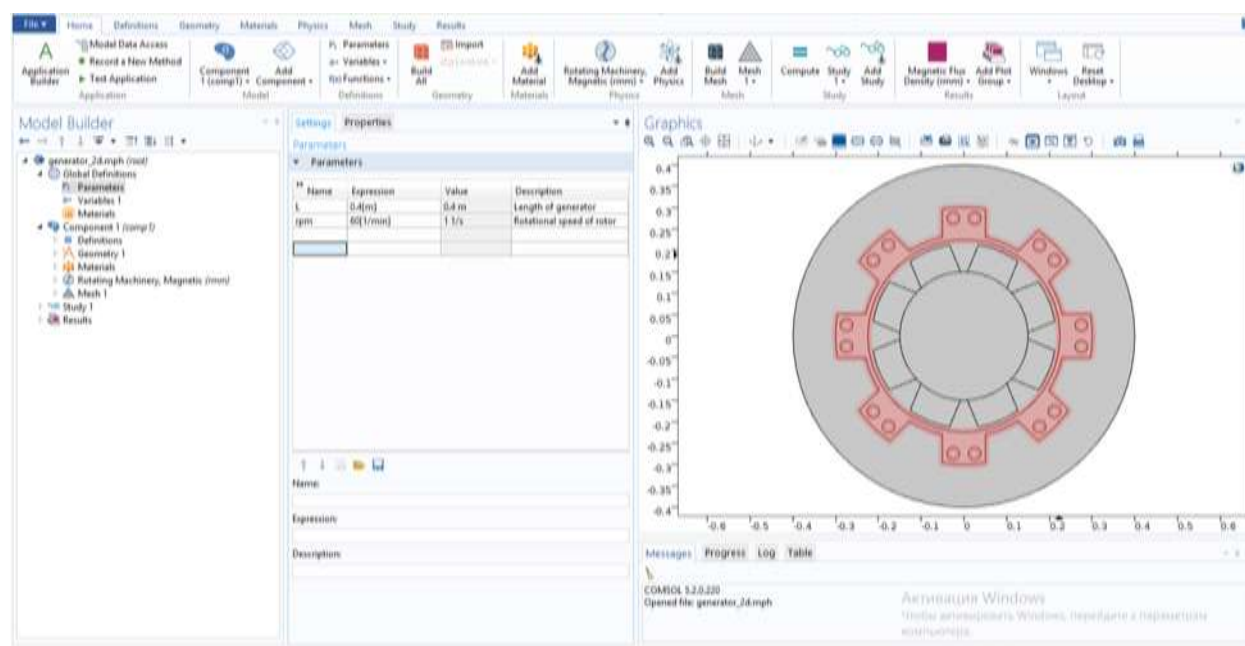 File ▼ Home Definitions Geometry Materials Physics Mesh Study Results
Application Builder
Model Data Access
Record a New Method
Test Application
Application
Component 1 (comp1) ▾
Add Component ▾
Model
Pi Parameters
a= Variables ▾
f(x) Functions ▾
Definitions
Build All
Import
Geometry
Add Material
Materials
Rotating Machinery, Magnetic (rmm) ▾
Add Physics
Physics
Build Mesh
Mesh 1 ▾
Mesh
Compute
Study 1 ▾
Add Study
Study
Magnetic Flux Density (rmm) ▾
Add Plot Group ▾
Results
Windows ▾
Reset Desktop ▾
Layout
Model Builder
generator_2d.mph (root)
Global Definitions
Pi Parameters
a= Variables 1
Materials
Component 1 (comp1)
Definitions
Geometry 1
Materials
Rotating Machinery, Magnetic (rmm)
Mesh 1
Study 1
Results
Settings Properties
Parameters
Parameters
Name Expression Value Description
L 0.4[m] 0.4 m Length of generator
rpm 60[1/min] 1 1/s Rotational speed of rotor
Name:
Expression:
Description:
Graphics
0.4
0.35
0.3
0.25
0.2
0.15
0.1
0.05
0
-0.05
-0.1
-0.15
-0.2
-0.25
-0.3
-0.35
-0.4
-0.6 -0.5 -0.4 -0.3 -0.2 -0.1 0 0.1 0.2 0.3 0.4 0.5 0.6
Messages Progress Log Table
COMSOL 5.2.0.220
Opened file: generator_2d.mph
Активация Windows
Чтобы активировать Windows, перейдите к параметрам
компьютера.